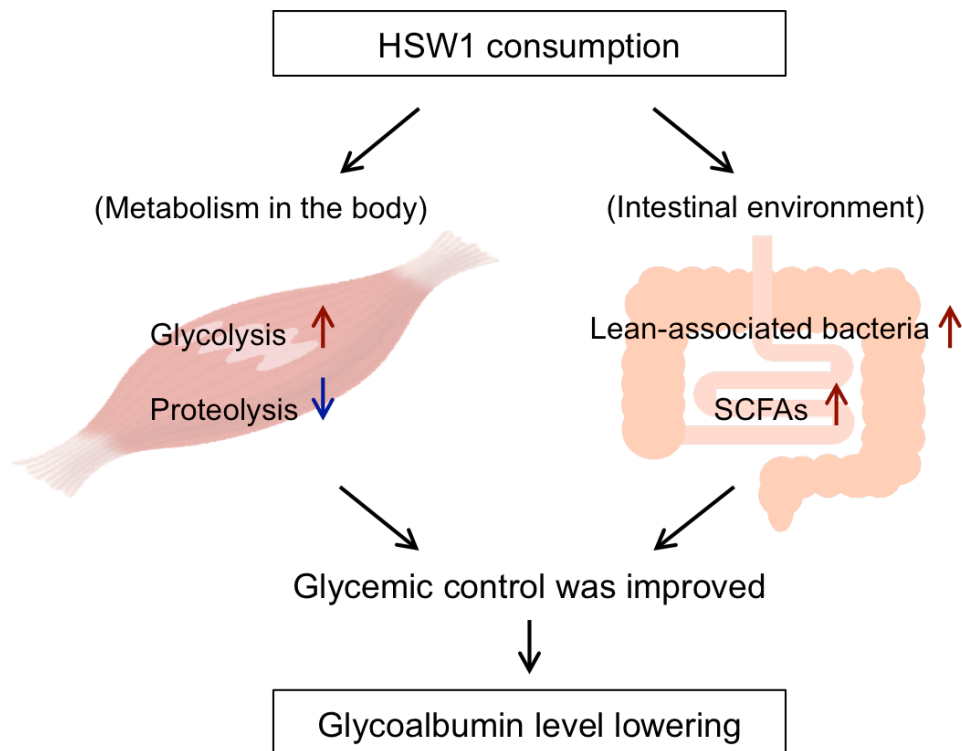 HSW1 consumption
(Metabolism in the body)
(Intestinal environment)
Glycolysis
Proteolysis
Lean-associated bacteria
SCFAs
Glycemic control was improved
Glycoalbumin level lowering